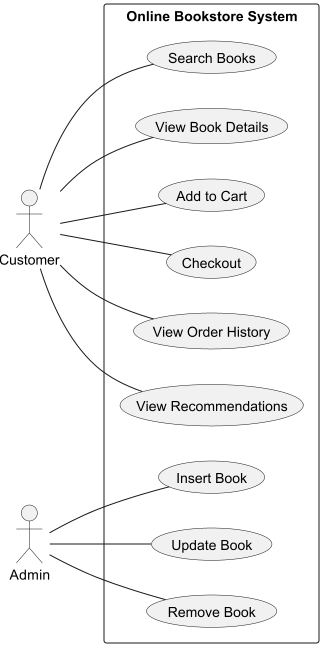 Online Bookstore System
Search Books
View Book Details
Add to Cart
Customer
Checkout
View Order History
View Recommendations
Insert Book
Admin
Update Book
Remove Book